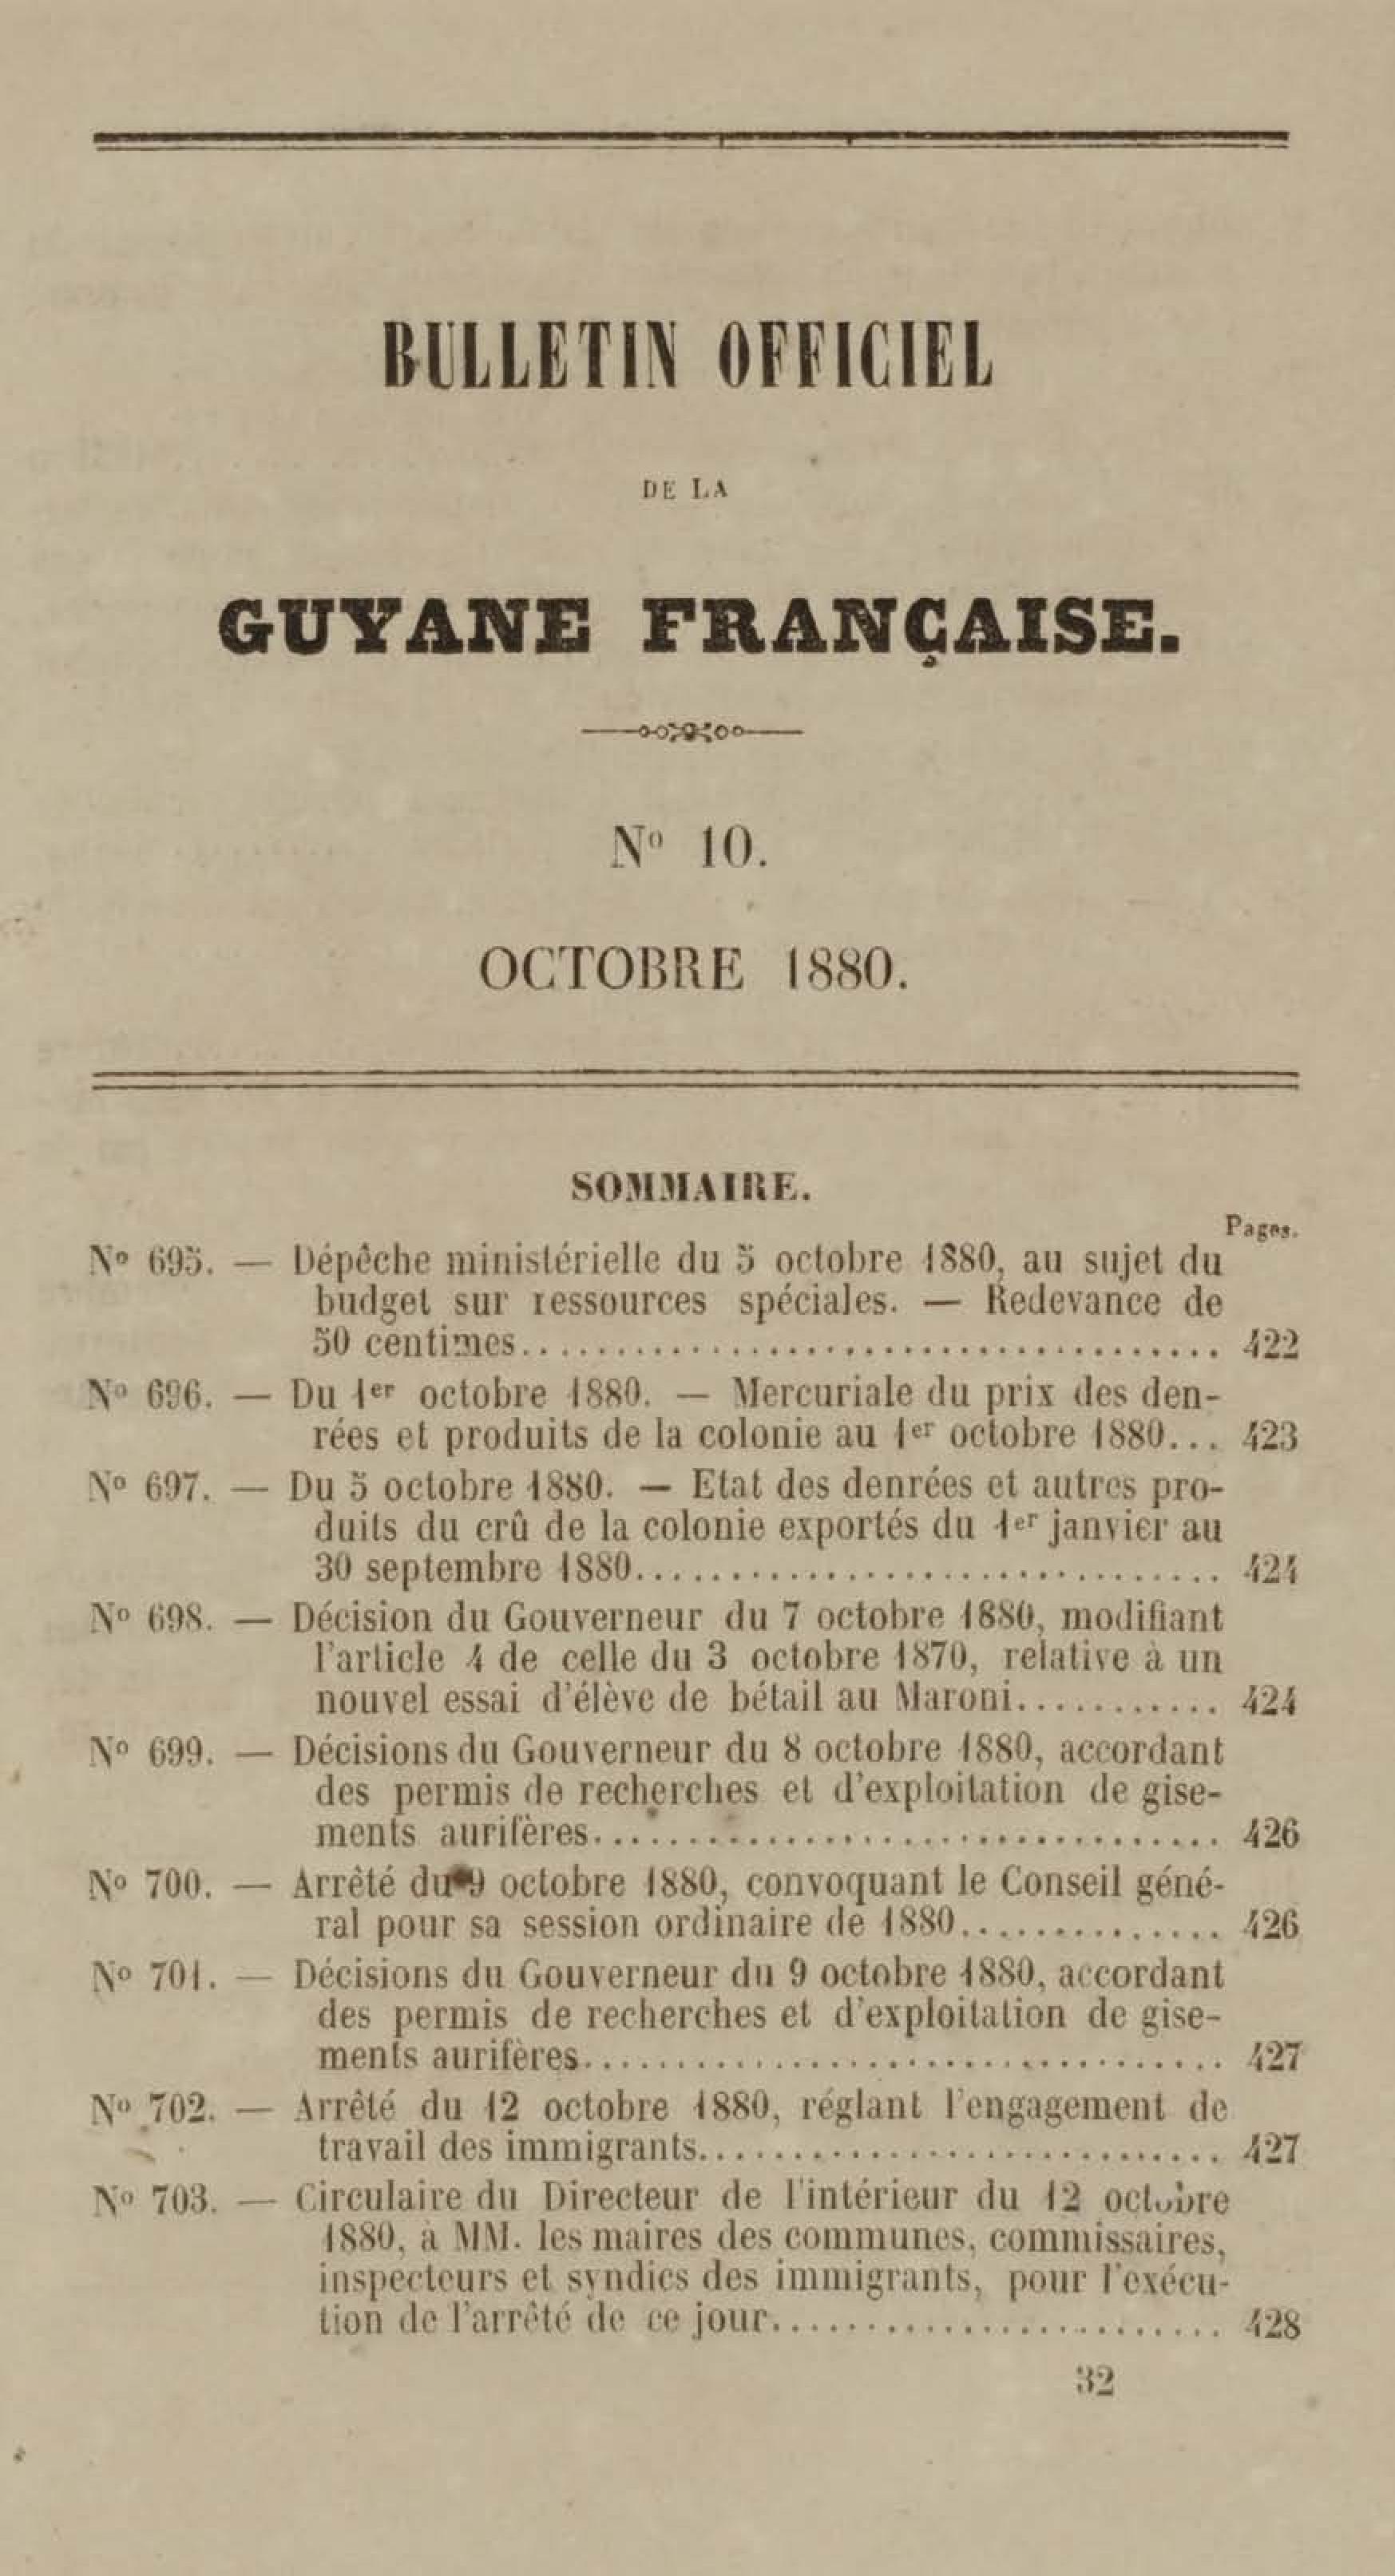 BULLETIN OFFICIEL
DE LA
GUYANE FRANÇAISE.
Nº 10.
OCTOBRE 1880.
SOMMAIRE.
Pages.
Nº 695. — Dépêche ministérielle du 5 octobre 1880, au sujet du
budget sur ressources spéciales. — Redevance de
50 centimes........................................ 422
Nº 696. — Du 1er octobre 1880. — Mercuriale du prix des den-
rées et produits de la colonie au 1er octobre 1880... 423
Nº 697. — Du 5 octobre 1880. — Etat des denrées et autres pro-
duits du crû de la colonie exportés du 1er janvier au
30 septembre 1880................................ 424
Nº 698. — Décision du Gouverneur du 7 octobre 1880, modifiant
l'article 4 de celle du 3 octobre 1870, relative à un
nouvel essai d'élève de bétail au Maroni........... 424
Nº 699. — Décisions du Gouverneur du 8 octobre 1880, accordant
des permis de recherches et d'exploitation de gise-
ments aurifères................................... 426
Nº 700. — Arrêté du 9 octobre 1880, convoquant le Conseil géné-
ral pour sa session ordinaire de 1880.............. 426
Nº 701. — Décisions du Gouverneur du 9 octobre 1880, accordant
des permis de recherches et d'exploitation de gise-
ments aurifères................................... 427
Nº 702. — Arrêté du 12 octobre 1880, réglant l'engagement de
travail des immigrants............................ 427
Nº 703. — Circulaire du Directeur de l'intérieur du 12 octobre
1880, à MM. les maires des communes, commissaires,
inspecteurs et syndics des immigrants, pour l'exécu-
tion de l'arrêté de ce jour......................... 428
32